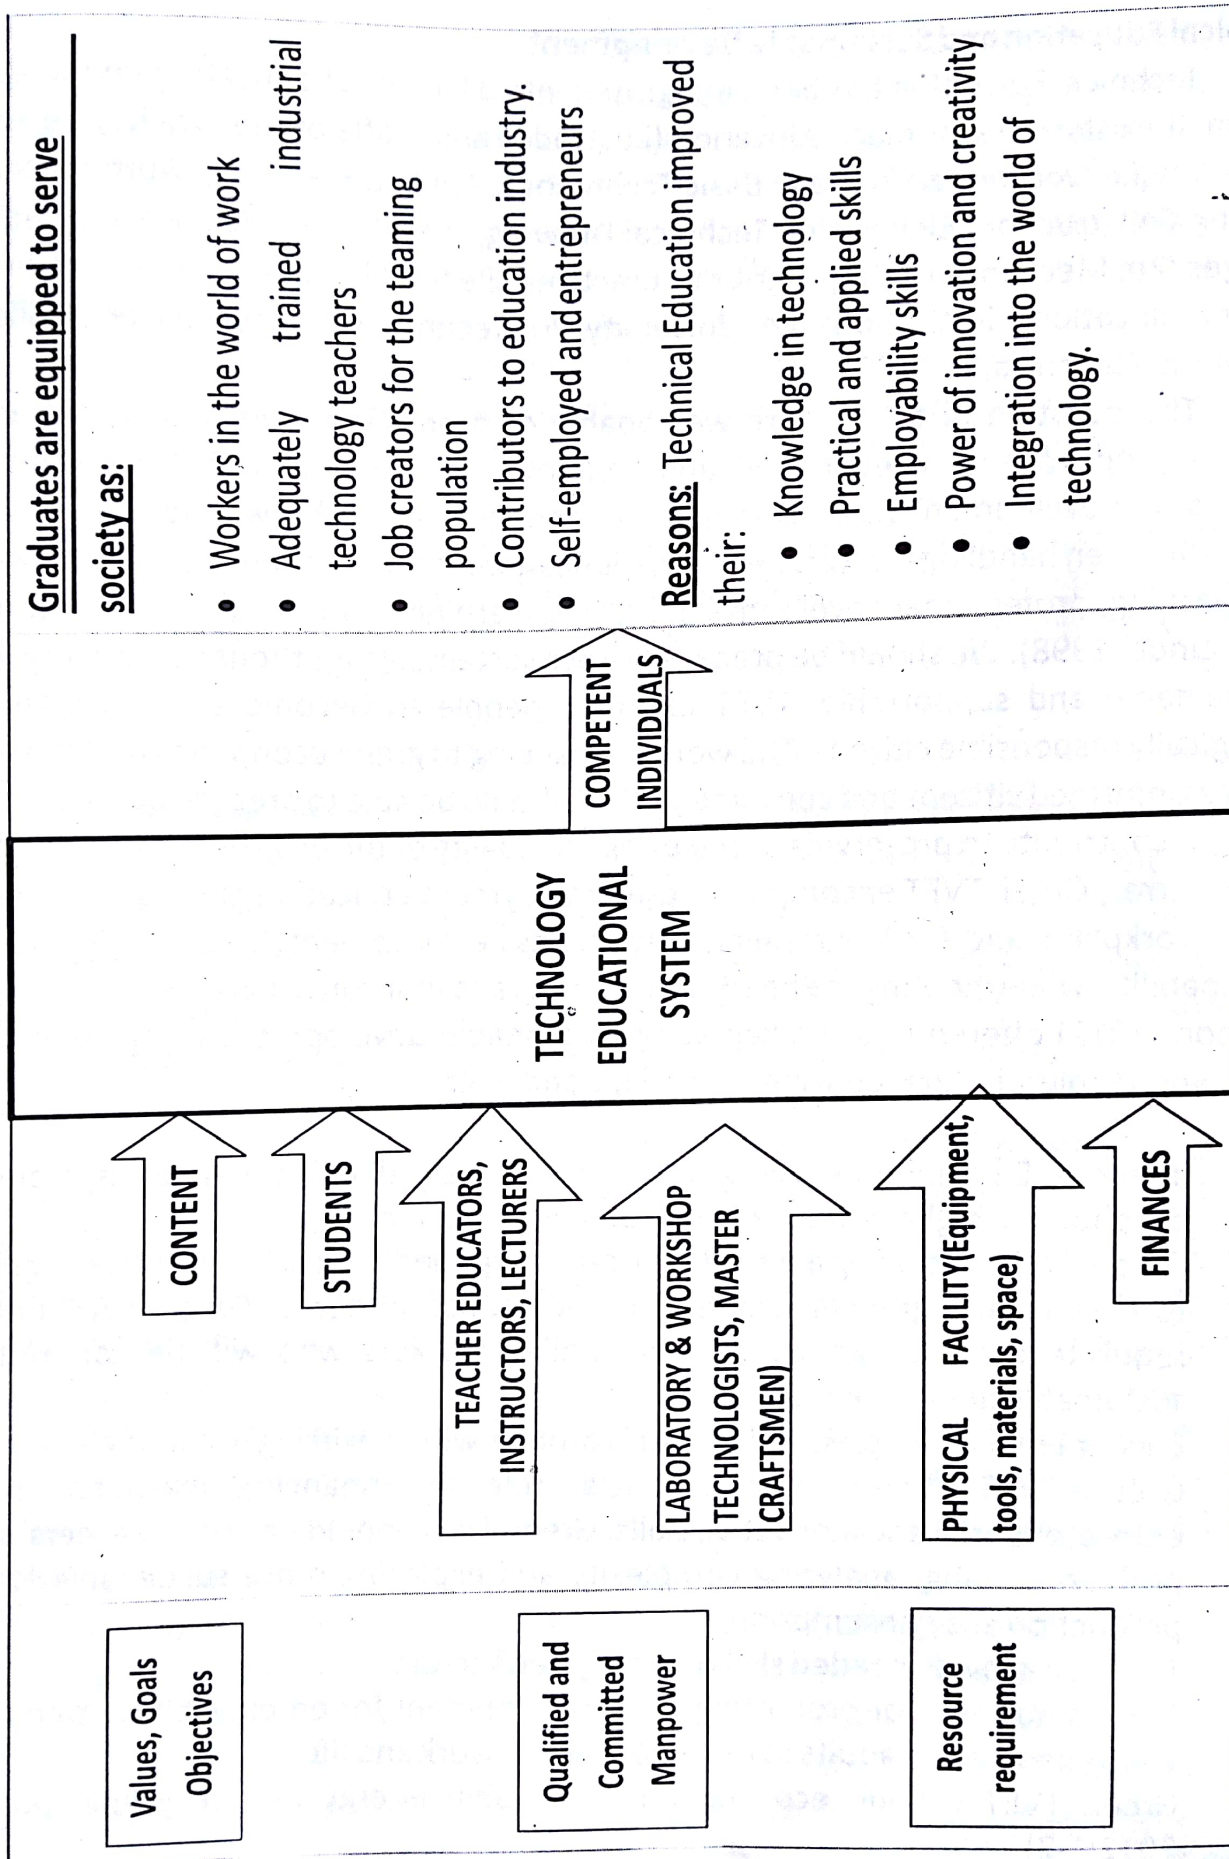 Values, Goals
Objectives
Qualified and
Committed
Manpower
Resource
requirement
CONTENT
STUDENTS
TEACHER EDUCATORS,
INSTRUCTORS, LECTURERS
LABORATORY & WORKSHOP
TECHNOLOGISTS, MASTER
CRAFTSMEN)
PHYSICAL FACILITY(Equipment,
tools, materials, space)
FINANCES
TECHNOLOGY
EDUCATIONAL
SYSTEM
COMPETENT
INDIVIDUALS
Graduates are equipped to serve
society as:
• Workers in the world of work
• Adequately trained industrial
technology teachers
• Job creators for the teaming
population
• Contributors to education industry.
• Self-employed and entrepreneurs
Reasons: Technical Education improved
their:
• Knowledge in technology
• Practical and applied skills
• Employability skills
• Power of innovation and creativity
• Integration into the world of
technology.